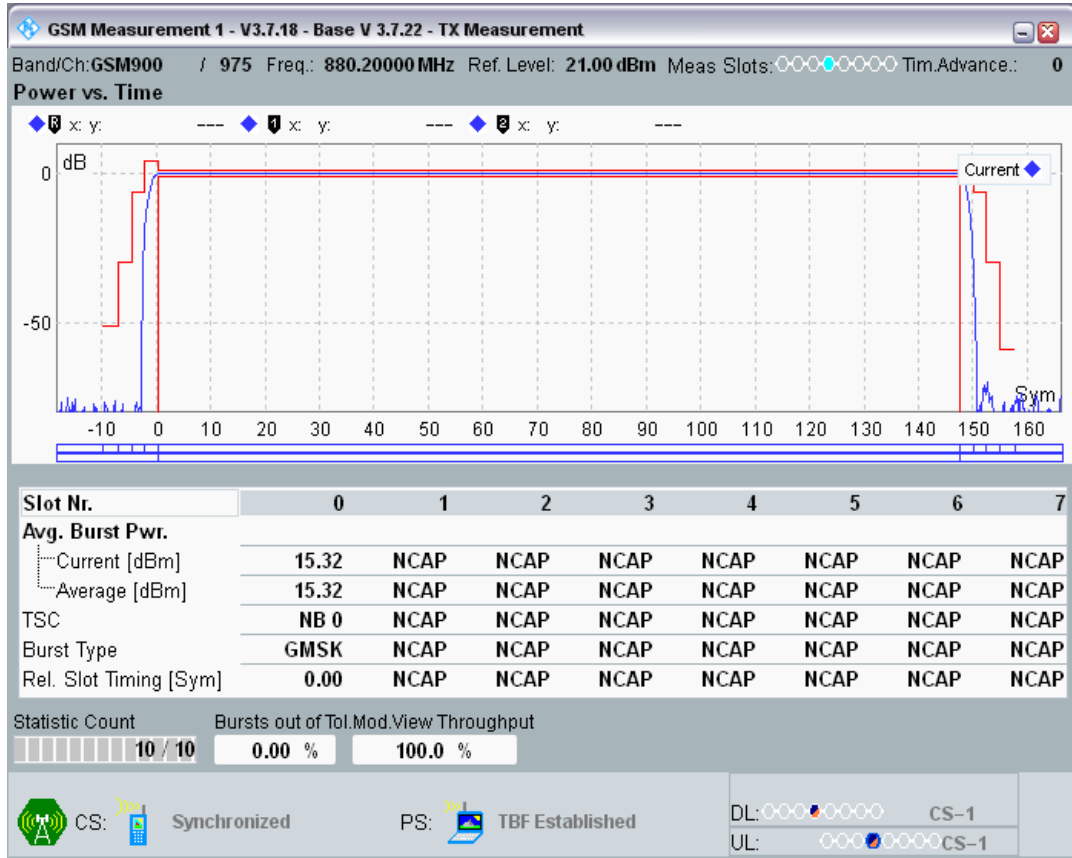 GSM Measurement 1 - V3.7.18 - Base V 3.7.22 - TX Measurement
Band/Ch:GSM900 / 975 Freq.: 880.20000 MHz Ref. Level: 21.00 dBm Meas Slots: Tim.Advance.: 0
Power vs. Time
R x: y: --- 1 x: y: --- 2 x: y: ---
dB
Current
0
-50
Sym
-10 0 10 20 30 40 50 60 70 80 90 100 110 120 130 140 150 160
Slot Nr. 0 1 2 3 4 5 6 7
Avg. Burst Pwr.
Current [dBm] 15.32 NCAP NCAP NCAP NCAP NCAP NCAP NCAP
Average [dBm] 15.32 NCAP NCAP NCAP NCAP NCAP NCAP NCAP
TSC NB 0 NCAP NCAP NCAP NCAP NCAP NCAP NCAP
Burst Type GMSK NCAP NCAP NCAP NCAP NCAP NCAP NCAP
Rel. Slot Timing [Sym] 0.00 NCAP NCAP NCAP NCAP NCAP NCAP NCAP
Statistic Count Bursts out of Tol. Mod.View Throughput
10 / 10 0.00 % 100.0 %
CS: Synchronized PS: TBF Established DL: CS-1
UL: CS-1